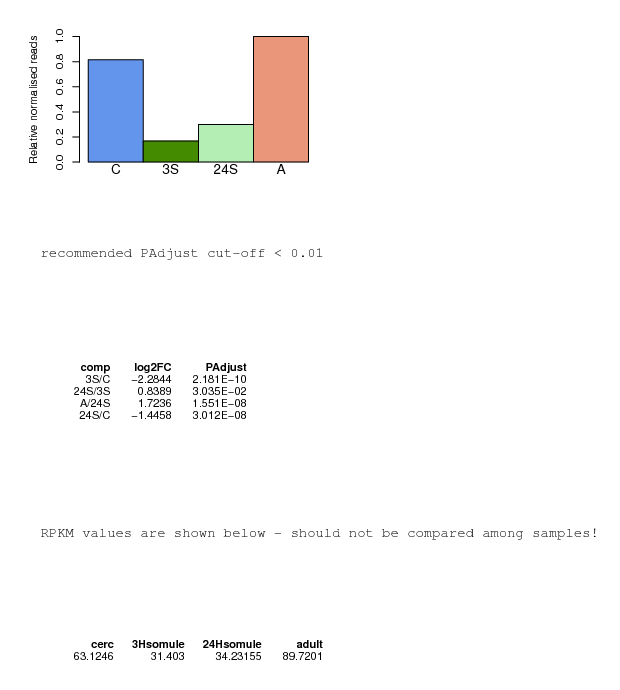 Relative normalised reads
1.0
0.8
0.6
0.4
0.2
0.0
C 3S 24S A
recommended PAdjust cut-off < 0.01
comp log2FC PAdjust
3S/C −2.2844 2.181E−10
24S/3S 0.8389 3.035E−02
A/24S 1.7236 1.551E−08
24S/C −1.4458 3.012E−08
RPKM values are shown below - should not be compared among samples!
cerc 3Hsomule 24Hsomule adult
63.1246 31.403 34.23155 89.7201